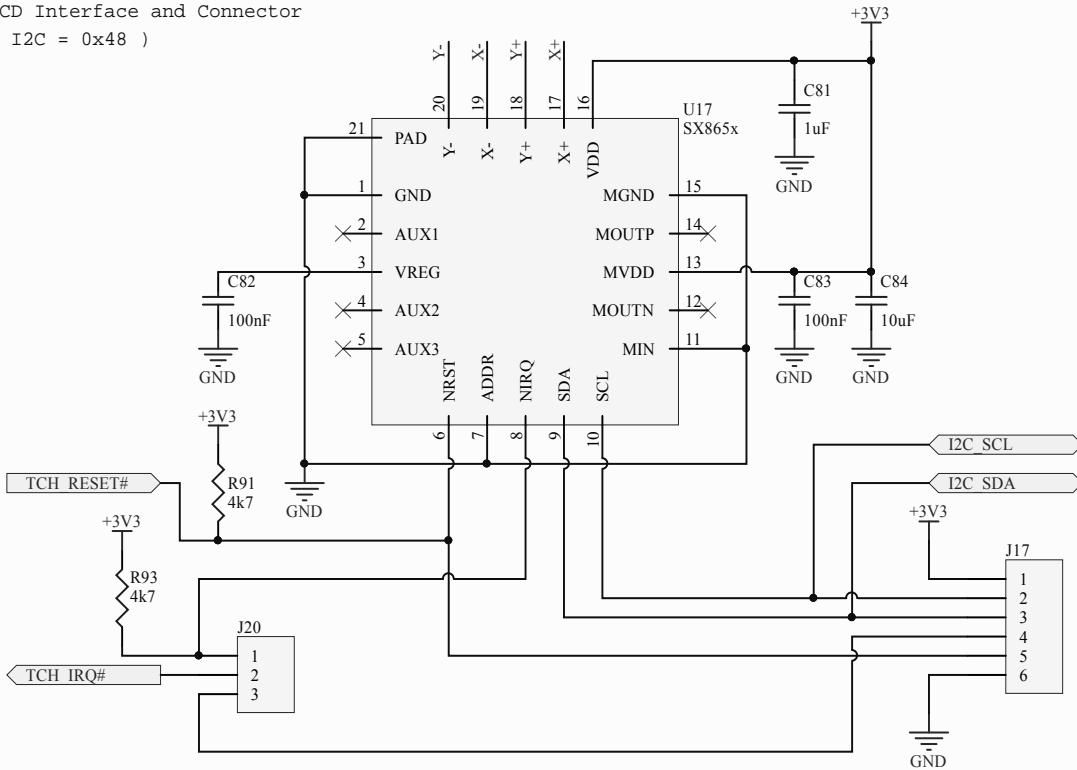 CD Interface and Connector
I2C = 0x48 )
+3V3
Y-
X-
Y+
X+
20
19
18
17
16
C81
1uF
GND
U17
SX865x
21
PAD
Y-
X-
Y+
X+
VDD
1
GND
MGND
15
2
AUX1
MOUTP
14
3
VREG
MVDD
13
C82
100nF
GND
C83
100nF
GND
C84
10uF
GND
4
AUX2
MOUTN
12
5
AUX3
MIN
11
NRST
ADDR
NIRQ
SDA
SCL
6
7
8
9
10
+3V3
R91
4k7
GND
I2C_SCL
I2C_SDA
TCH_RESET#
+3V3
R93
4k7
+3V3
J17
1
2
3
4
5
6
GND
J20
1
2
3
TCH_IRQ#